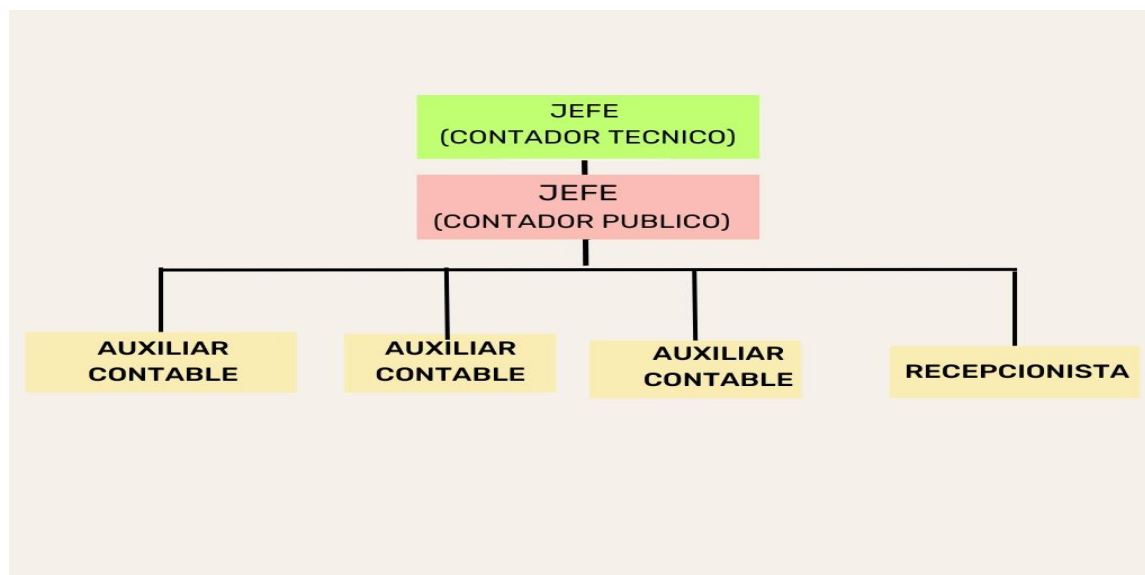 JEFE
(CONTADOR TECNICO)
JEFE
(CONTADOR PUBLICO)
AUXILIAR
CONTABLE
AUXILIAR
CONTABLE
AUXILIAR
CONTABLE
RECEPCIONISTA